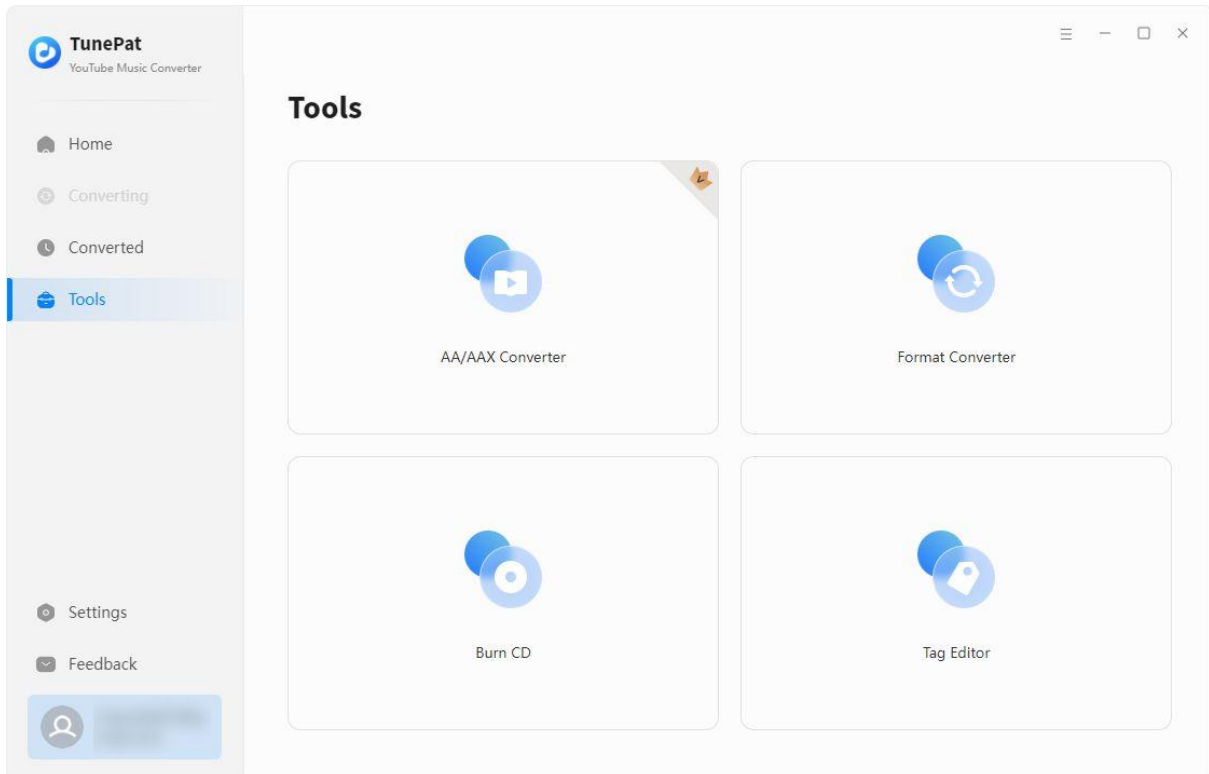 TunePat
YouTube Music Converter
Home
Converting
Converted
Tools
Settings
Feedback
Tools
AA/AAX Converter
Format Converter
Burn CD
Tag Editor